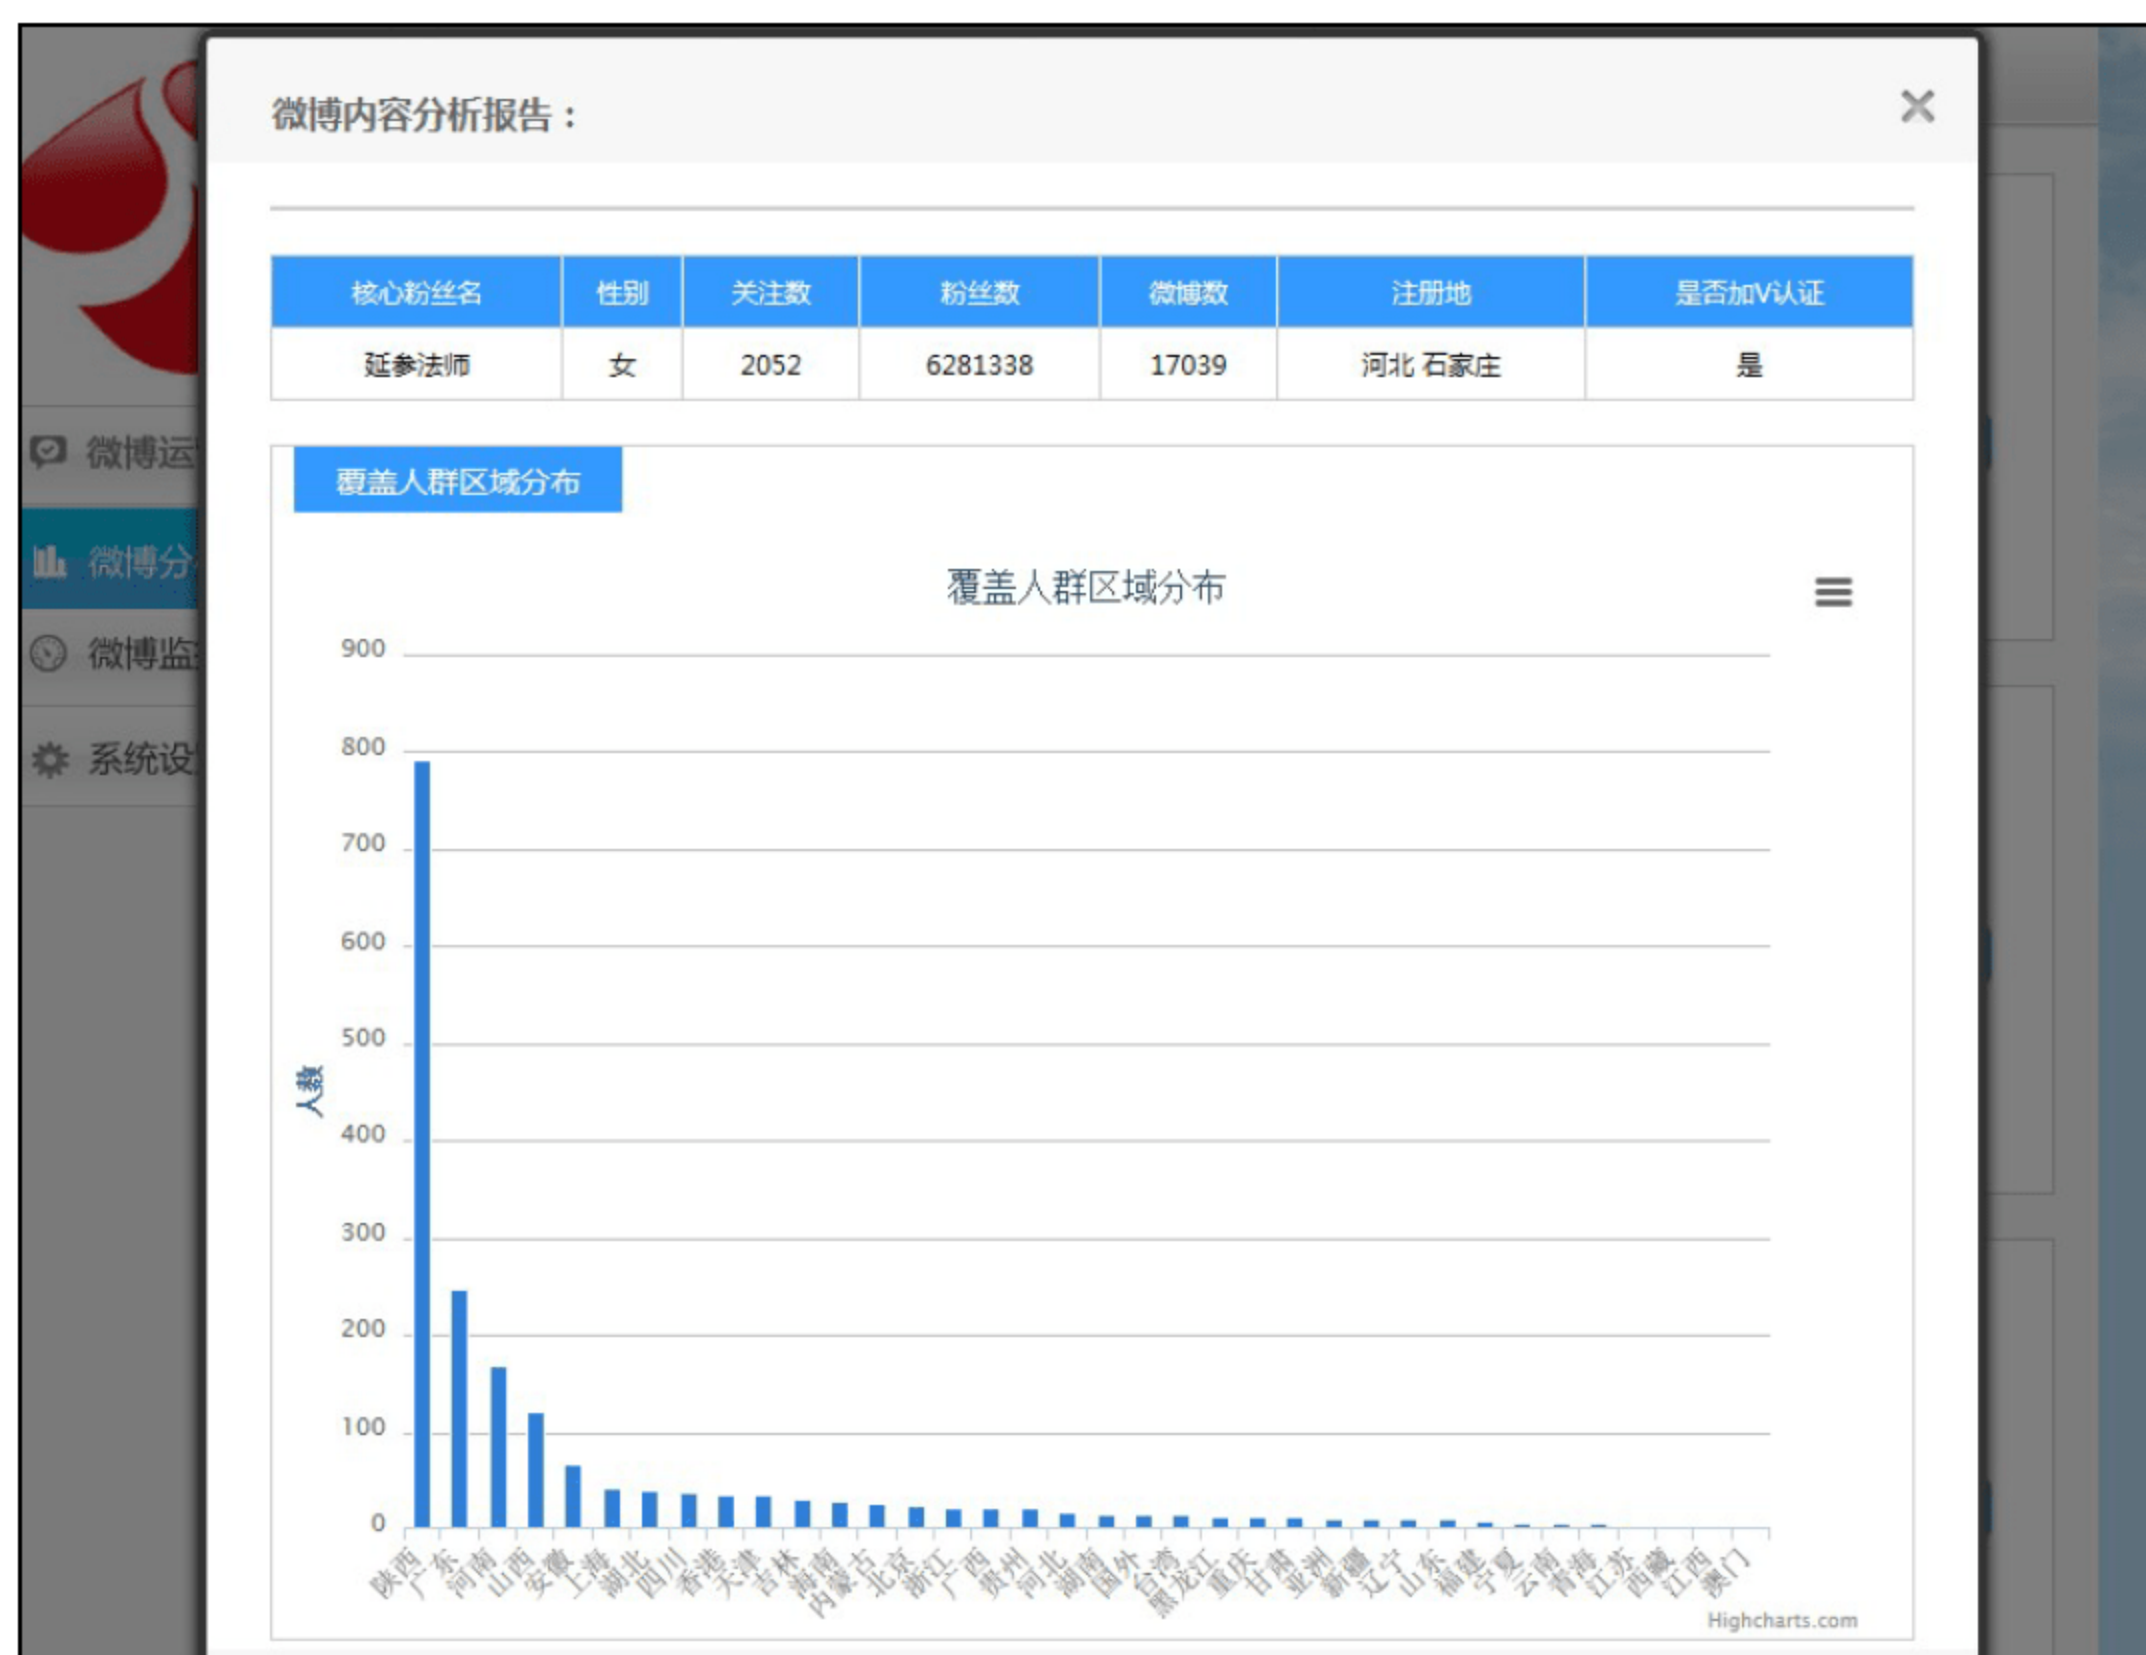 微博内容分析报告：
核心粉丝名 性别 关注数 粉丝数 微博数 注册地 是否加V认证
延参法师 女 2052 6281338 17039 河北 石家庄 是
微博运
微博分
微博监
系统设
覆盖人群区域分布
覆盖人群区域分布
900
800
700
600
500
400
300
200
100
0
人数
陕西 广东 河南 山西 安徽 上海 湖北 四川 香港 天津 吉林 海南 内蒙古 北京 浙江 广西 贵州 河北 湖南 国外 台湾 黑龙江 重庆 甘肃 亚洲 新疆 辽宁 山东 福建 宁夏 云南 青海 江苏 西藏 江西 澳门
Highcharts.com